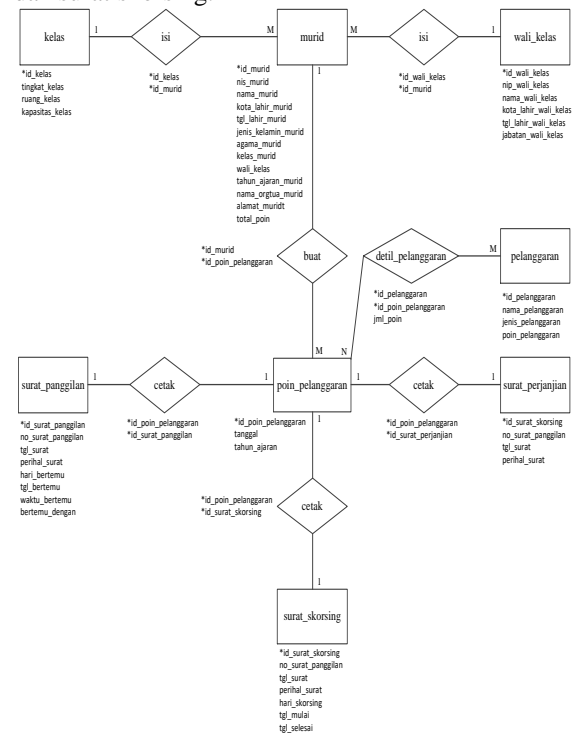 dan surat skorsing.
kelas
1
isi
M
murid
M
isi
1
wali_kelas
*id_kelas
tingkat_kelas
ruang_kelas
kapasitas_kelas
*id_kelas
*id_murid
*id_murid
nis_murid
nama_murid
kota_lahir_murid
tgl_lahir_murid
jenis_kelamin_murid
agama_murid
kelas_murid
wali_kelas
tahun_ajaran_murid
nama_orgtua_murid
alamat_muridt
total_poin
1
*id_wali_kelas
*id_murid
*id_wali_kelas
nip_wali_kelas
nama_wali_kelas
kota_lahir_wali_kelas
tgl_lahir_wali_kelas
jabatan_wali_kelas
*id_murid
*id_poin_pelanggaran
buat
detil_pelanggaran
M
pelanggaran
*id_pelanggaran
*id_poin_pelanggaran
jml_poin
*id_pelanggaran
nama_pelanggaran
jenis_pelanggaran
poin_pelanggaran
M
N
surat_panggilan
1
cetak
1
poin_pelanggaran
1
cetak
1
surat_perjanjian
*id_surat_panggilan
no_surat_panggilan
tgl_surat
perihal_surat
hari_bertemu
tgl_bertemu
waktu_bertemu
bertemu_dengan
*id_poin_pelanggaran
*id_surat_panggilan
*id_poin_pelanggaran
tanggal
tahun_ajaran
1
*id_poin_pelanggaran
*id_surat_perjanjian
*id_surat_skorsing
no_surat_panggilan
tgl_surat
perihal_surat
*id_poin_pelanggaran
*id_surat_skorsing
cetak
1
surat_skorsing
*id_surat_skorsing
no_surat_panggilan
tgl_surat
perihal_surat
hari_skorsing
tgl_mulai
tgl_selesai